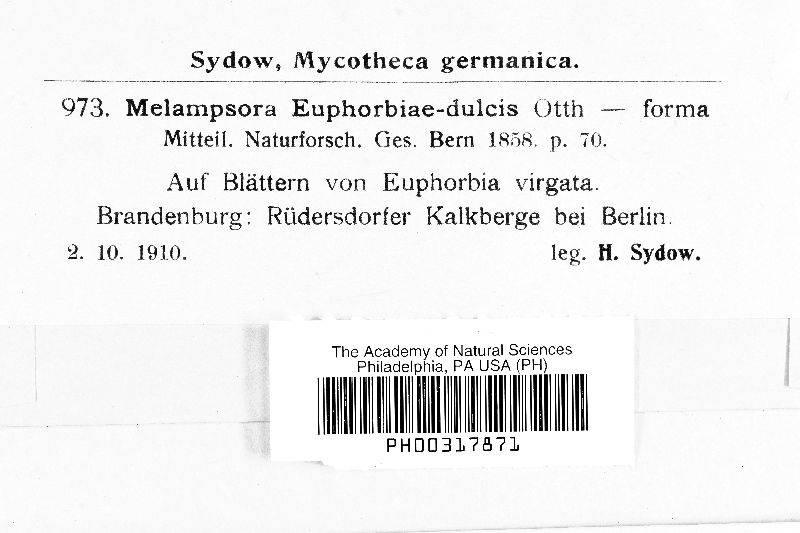 Sydow, Mycotheca germanica.
973. Melampsora Euphorbiae-dulcis Otth — forma
Mitteil. Naturforsch. Ges. Bern 1858. p. 70.
Auf Blättern von Euphorbia virgata.
Brandenburg: Rüdersdorfer Kalkberge bei Berlin.
2. 10. 1910. leg. H. Sydow.
The Academy of Natural Sciences
Philadelphia, PA USA (PH)
PH00317871